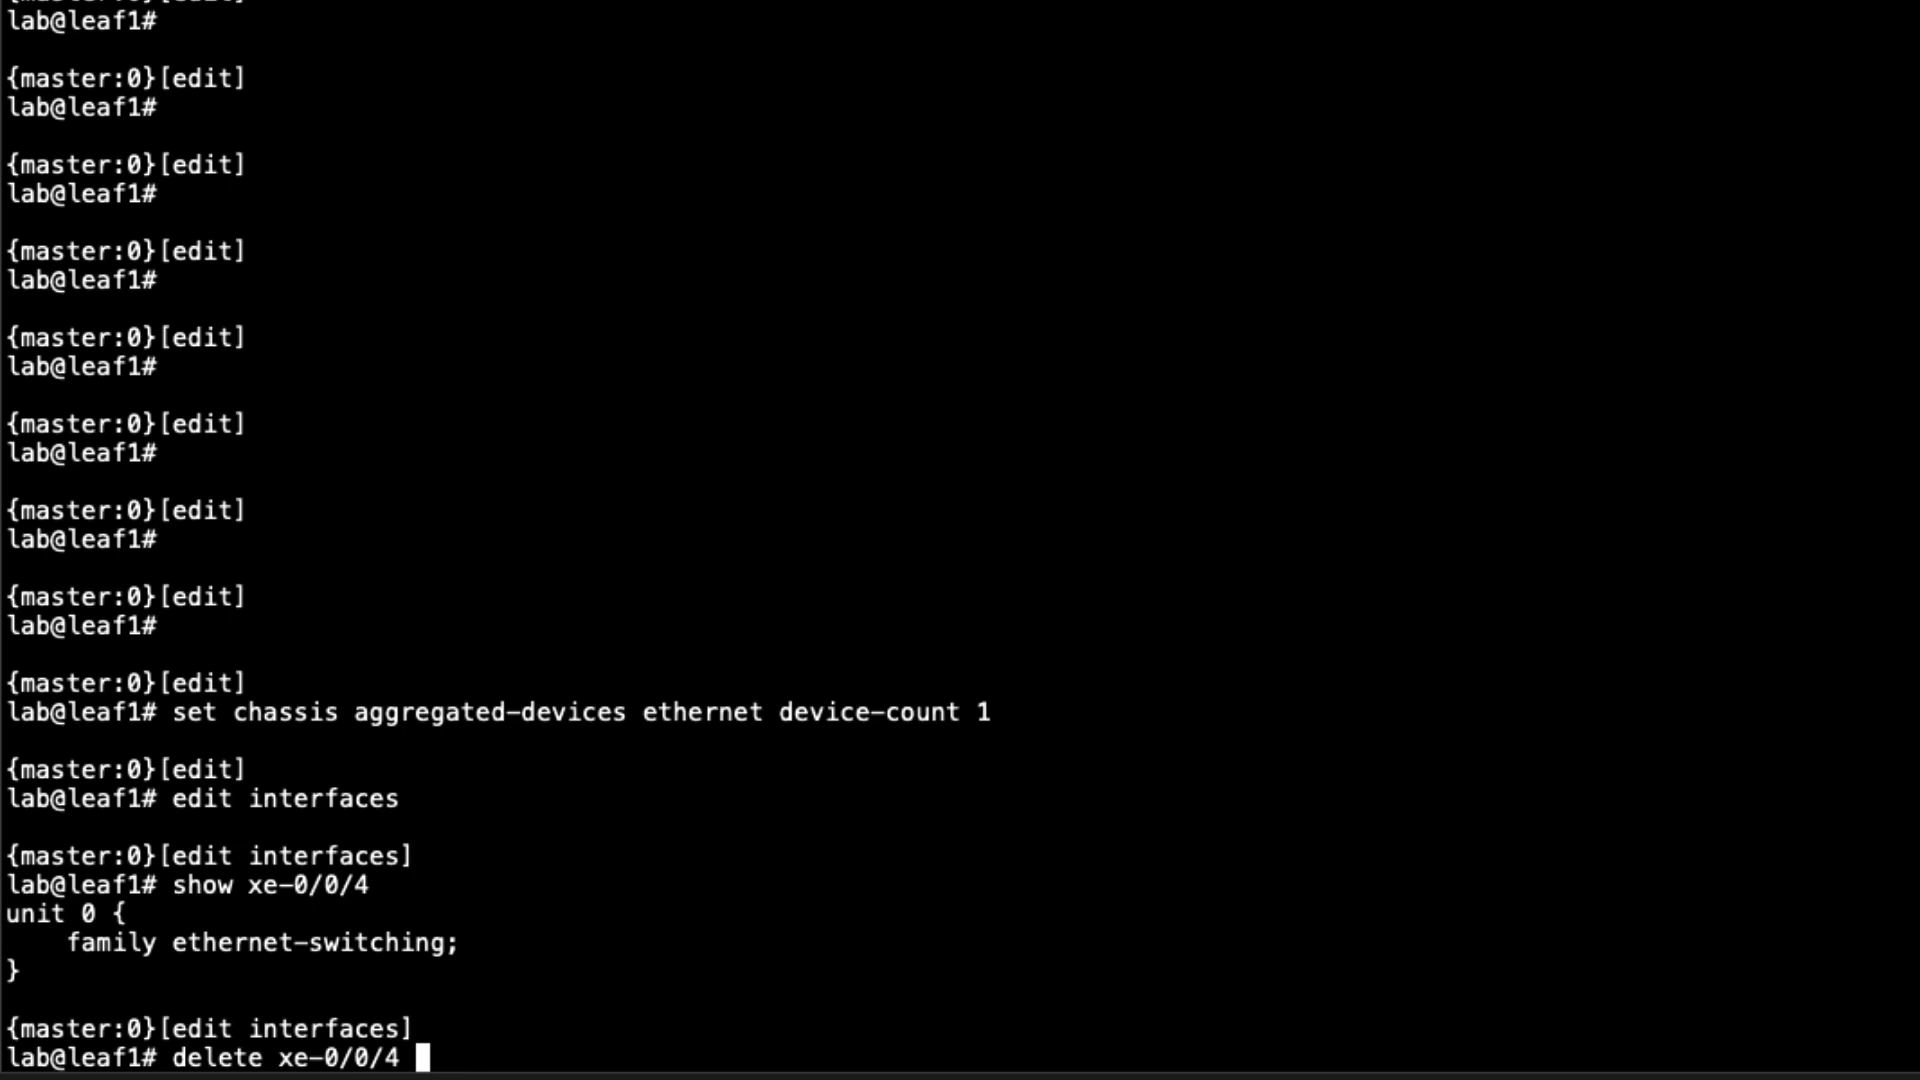 {master:0}[edit]
lab@leaf1#
{master:0}[edit]
lab@leaf1#
{master:0}[edit]
lab@leaf1#
{master:0}[edit]
lab@leaf1#
{master:0}[edit]
lab@leaf1#
{master:0}[edit]
lab@leaf1#
{master:0}[edit]
lab@leaf1#
{master:0}[edit]
lab@leaf1#
{master:0}[edit]
lab@leaf1# set chassis aggregated-devices ethernet device-count 1
{master:0}[edit]
lab@leaf1# edit interfaces
{master:0}[edit interfaces]
lab@leaf1# show xe-0/0/4
unit 0 {
    family ethernet-switching;
}
{master:0}[edit interfaces]
lab@leaf1# delete xe-0/0/4